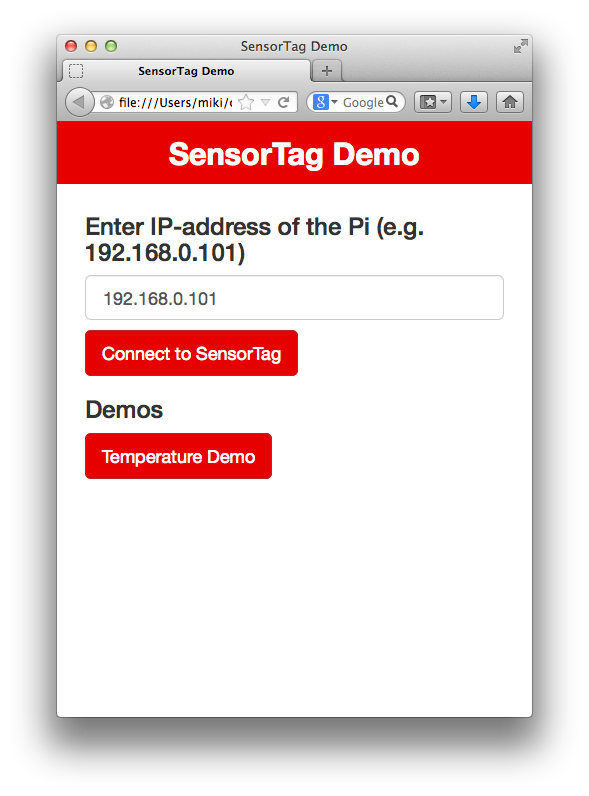 SensorTag Demo
SensorTag Demo
file:///Users/miki/
Google
SensorTag Demo
Enter IP-address of the Pi (e.g.
192.168.0.101)
192.168.0.101
Connect to SensorTag
Demos
Temperature Demo